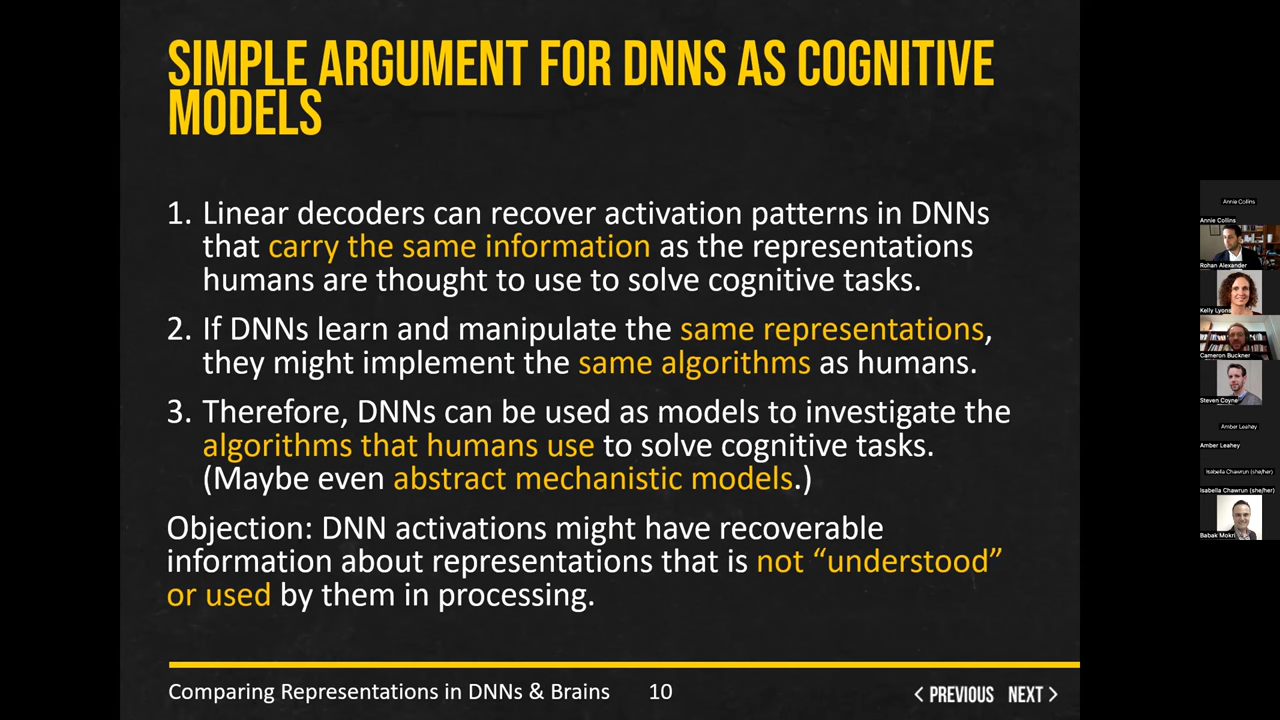 SIMPLE ARGUMENT FOR DNNS AS COGNITIVE
MODELS
1. Linear decoders can recover activation patterns in DNNs
that carry the same information as the representations
humans are thought to use to solve cognitive tasks.
2. If DNNs learn and manipulate the same representations,
they might implement the same algorithms as humans.
3. Therefore, DNNs can be used as models to investigate the
algorithms that humans use to solve cognitive tasks.
(Maybe even abstract mechanistic models.)
Objection: DNN activations might have recoverable
information about representations that is not “understood”
or used by them in processing.
Comparing Representations in DNNs & Brains 10
< PREVIOUS NEXT >
Annie Collins
Annie Collins
Rohan Alexander
Kelly Lyons
Cameron Buckner
Steven Coyne
Amber Leahey
Amber Leahey
Isabella Chawrun (she/her)
Isabella Chawrun (she/her)
Babak Mokri